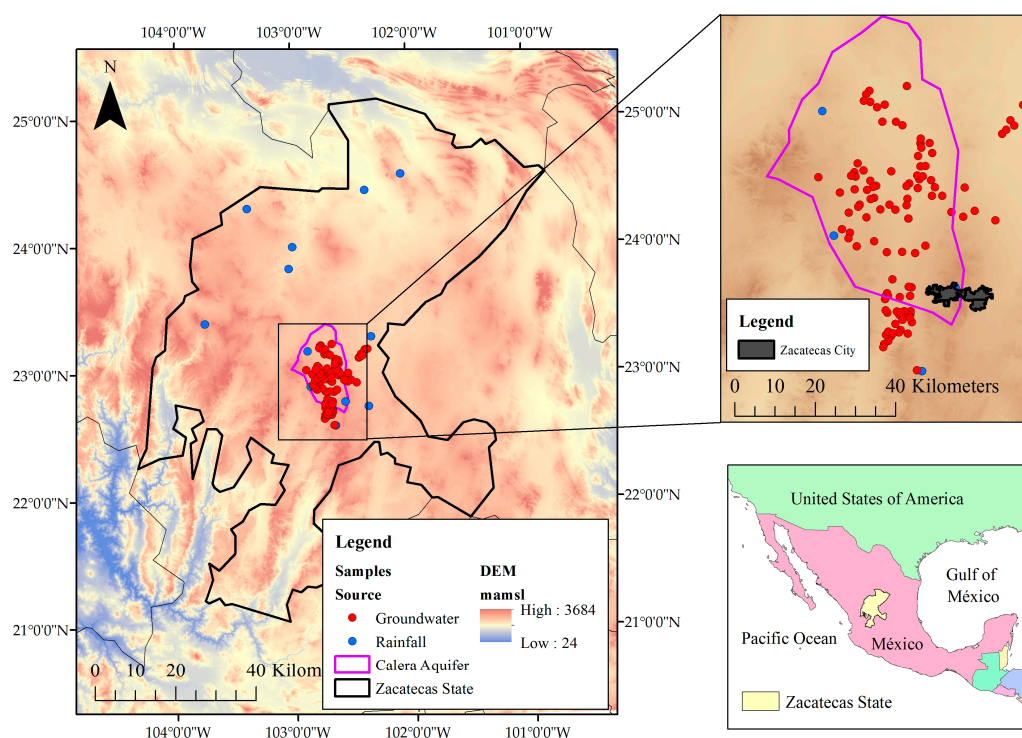 104°0'0"W 103°0'0"W 102°0'0"W 101°0'0"W
N
25°0'0"N
24°0'0"N
23°0'0"N
22°0'0"N
21°0'0"N
25°0'0"N
24°0'0"N
23°0'0"N
22°0'0"N
21°0'0"N
Legend
Samples
Source
Groundwater
Rainfall
Calera Aquifer
Zacatecas State
DEM
mamsl
High : 3684
Low : 24
0 10 20 40 Kilom
104°0'0"W 103°0'0"W 102°0'0"W 101°0'0"W
Legend
Zacatecas City
0 10 20 40 Kilometers
United States of America
Gulf of
México
Pacific Ocean
México
Zacatecas State